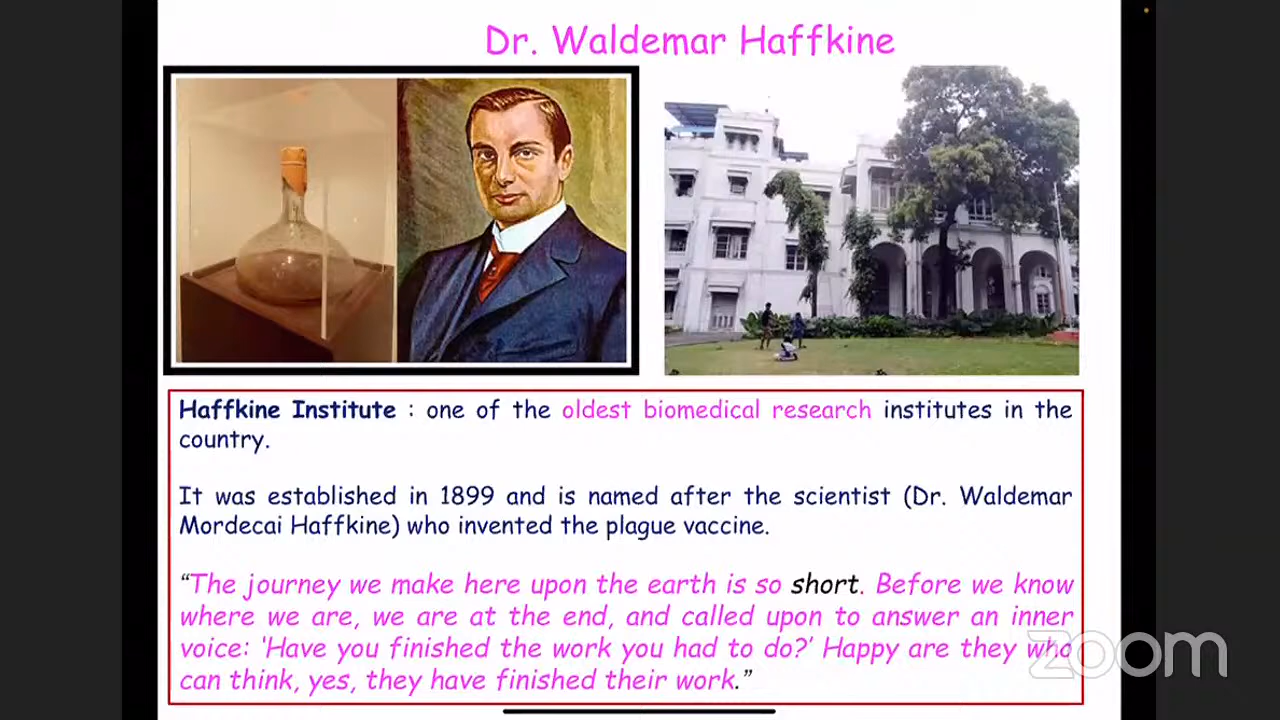 Dr. Waldemar Haffkine
Haffkine Institute : one of the oldest biomedical research institutes in the
country.
It was established in 1899 and is named after the scientist (Dr. Waldemar
Mordecai Haffkine) who invented the plague vaccine.
“The journey we make here upon the earth is so short. Before we know
where we are, we are at the end, and called upon to answer an inner
voice: ‘Have you finished the work you had to do?’ Happy are they who
can think, yes, they have finished their work.”
zoom